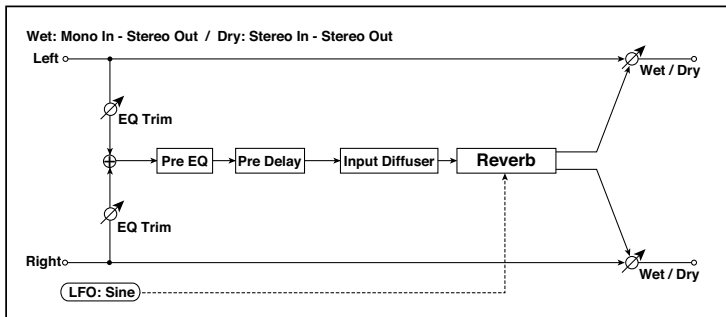 Wet: Mono In - Stereo Out / Dry: Stereo In - Stereo Out
Left
Wet / Dry
EQ Trim
Pre EQ
Pre Delay
Input Diffuser
Reverb
EQ Trim
Right
Wet / Dry
LFO: Sine